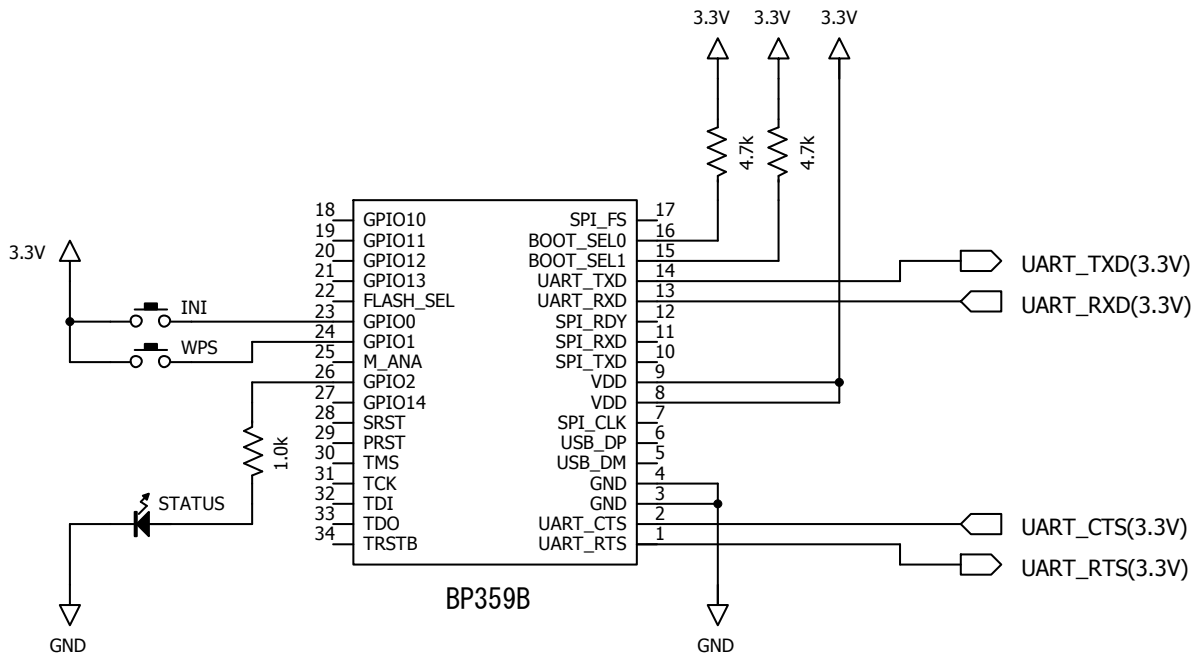 3.3V 3.3V 3.3V
4.7k 4.7k
18 GPIO10 SPI_FS 17
19 GPIO11 BOOT_SEL0 16
20 GPIO12 BOOT_SEL1 15
3.3V
21 GPIO13 UART_TXD 14 UART_TXD(3.3V)
22 FLASH_SEL UART_RXD 13 UART_RXD(3.3V)
INI 23 GPIO0 SPI_RDY 12
WPS 24 GPIO1 SPI_RXD 11
25 M_ANA SPI_TXD 10
26 GPIO2 VDD 9
27 GPIO14 VDD 8
28 SRST SPI_CLK 7
1.0k
29 PRST USB_DP 6
30 TMS USB_DM 5
31 TCK GND 4
STATUS 32 TDI GND 3
33 TDO UART_CTS 2 UART_CTS(3.3V)
34 TRSTB UART_RTS 1 UART_RTS(3.3V)
BP359B
GND GND